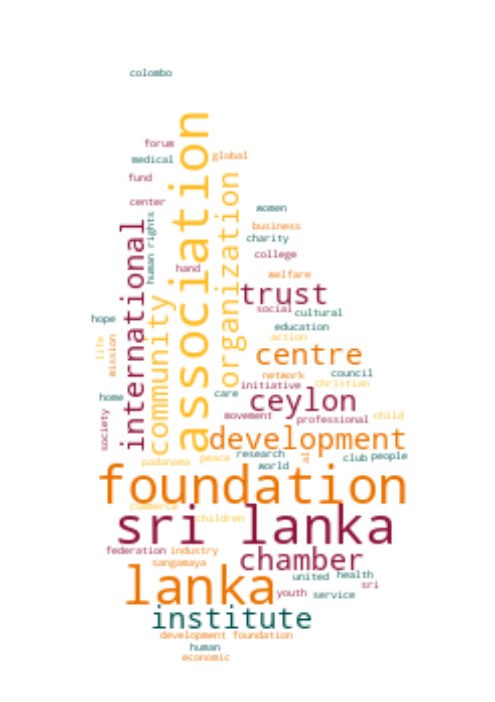 colombo
forum
medical
global
fund
center
women
human rights
business
charity
college
hand
welfare
association
organization
international
community
trust
social
cultural
hope
education
action
life
mission
centre
network
council
initiative
christian
home
care
ceylon
society
movement
professional
child
development
padanama
peace
research
al
club
people
world
foundation
commerce
children
sri lanka
federation
industry
chamber
sangamaya
lanka
united
health
sri
youth
service
institute
development foundation
human
economic